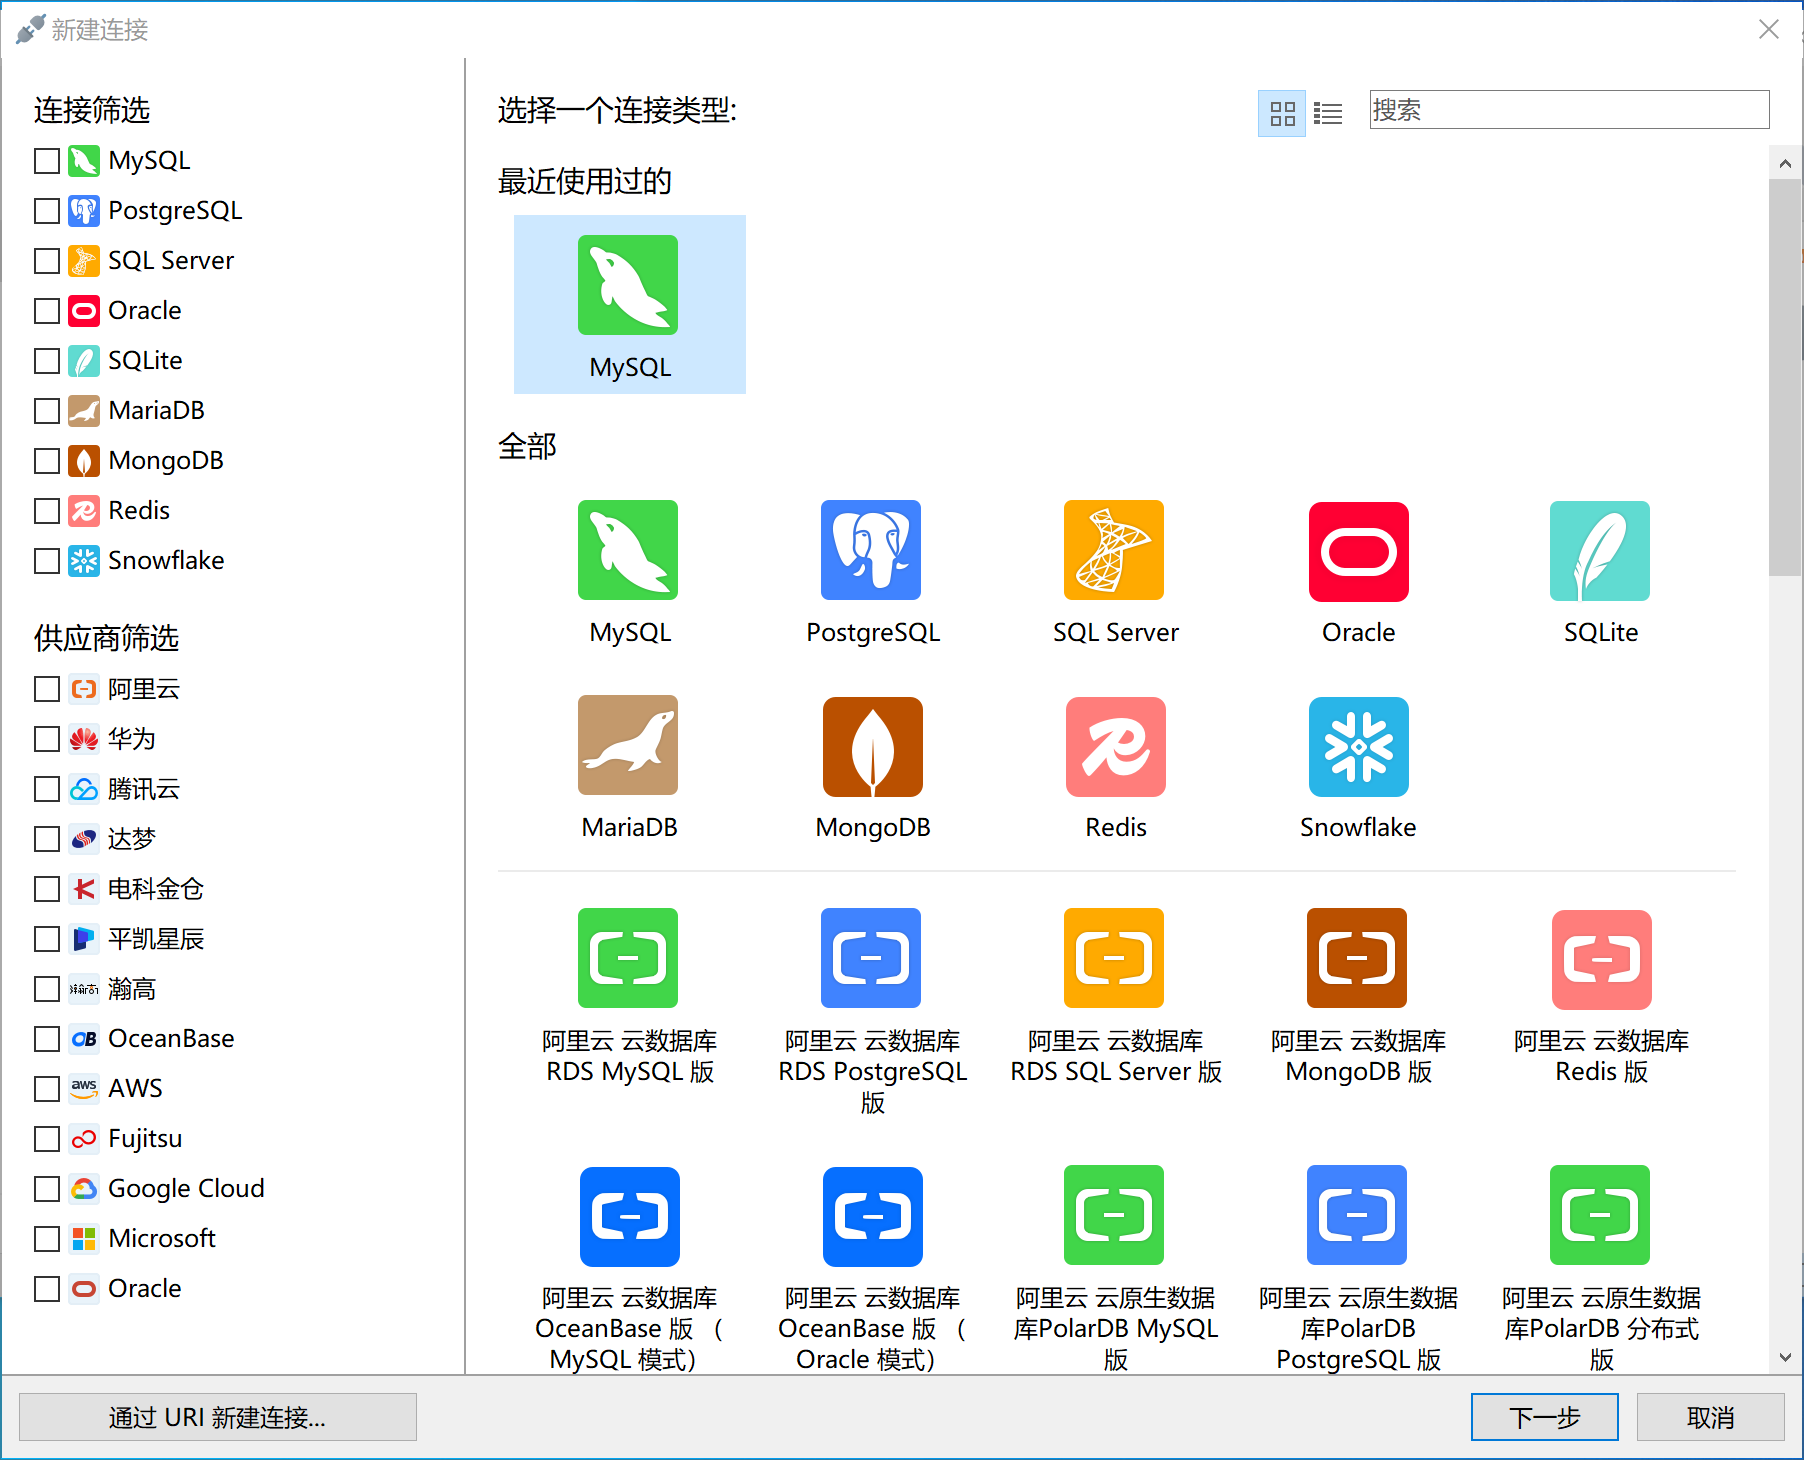 新建连接
连接筛选
MySQL
PostgreSQL
SQL Server
Oracle
SQLite
MariaDB
MongoDB
Redis
Snowflake
供应商筛选
阿里云
华为
腾讯云
达梦
电科金仓
平凯星辰
瀚高
OceanBase
aws AWS
Fujitsu
Google Cloud
Microsoft
Oracle
选择一个连接类型:
搜索
最近使用过的
MySQL
全部
MySQL
PostgreSQL
SQL Server
Oracle
SQLite
MariaDB
MongoDB
Redis
Snowflake
阿里云 云数据库
RDS MySQL 版
阿里云 云数据库
RDS PostgreSQL
版
阿里云 云数据库
RDS SQL Server 版
阿里云 云数据库
MongoDB 版
阿里云 云数据库
Redis 版
阿里云 云数据库
OceanBase 版 （
MySQL 模式）
阿里云 云数据库
OceanBase 版 （
Oracle 模式）
阿里云 云原生数据
库PolarDB MySQL
版
阿里云 云原生数据
库PolarDB
PostgreSQL 版
阿里云 云原生数据
库PolarDB 分布式
版
通过 URI 新建连接...
下一步
取消